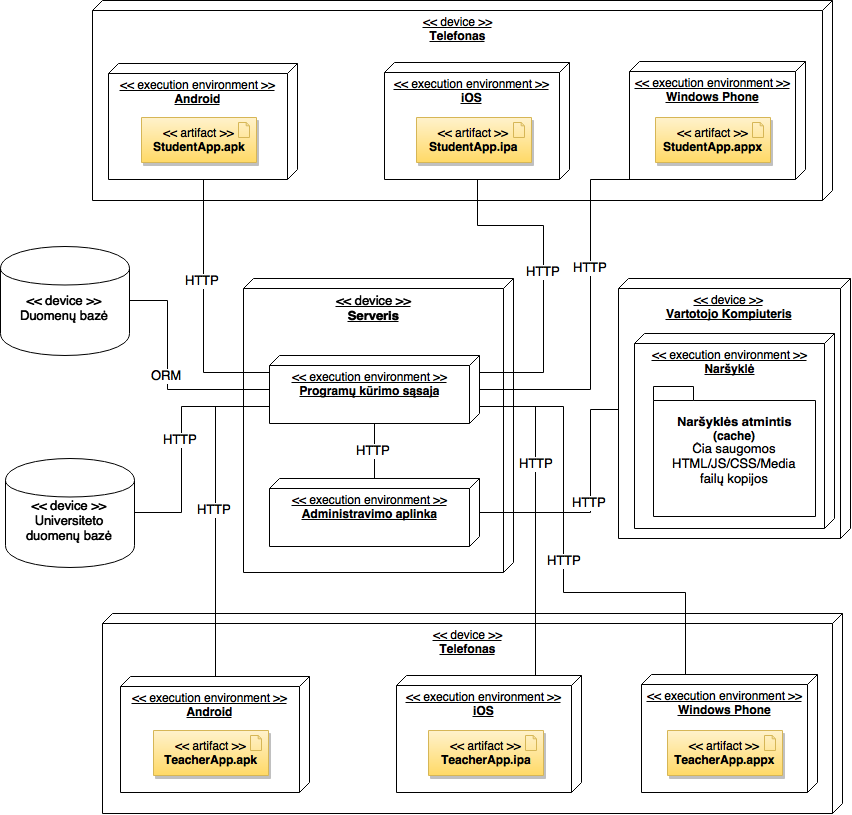 << device >>
Telefonas
<< execution environment >>
Android
<< artifact >>
StudentApp.apk
<< execution environment >>
iOS
<< artifact >>
StudentApp.ipa
<< execution environment >>
Windows Phone
<< artifact >>
StudentApp.appx
HTTP
HTTP
HTTP
<< device >>
Duomenų bazė
ORM
<< device >>
Serveris
<< execution environment >>
Programų kūrimo sąsaja
HTTP
<< execution environment >>
Administravimo aplinka
<< device >>
Vartotojo Kompiuteris
<< execution environment >>
Naršyklė
Naršyklės atmintis
(cache)
Čia saugomos
HTML/JS/CSS/Media
failų kopijos
HTTP
<< device >>
Universiteto
duomenų bazė
HTTP
HTTP
HTTP
HTTP
<< device >>
Telefonas
<< execution environment >>
Android
<< artifact >>
TeacherApp.apk
<< execution environment >>
iOS
<< artifact >>
TeacherApp.ipa
<< execution environment >>
Windows Phone
<< artifact >>
TeacherApp.appx